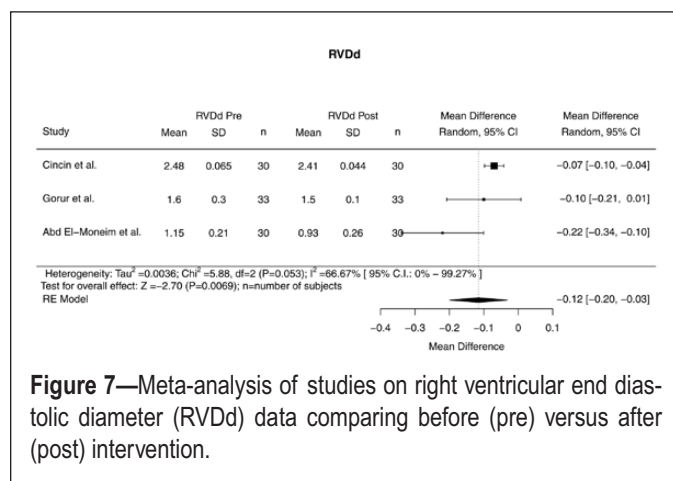 RVDd
RVDd Pre RVDd Post Mean Difference Mean Difference
Study Mean SD n Mean SD n Random, 95% CI Random, 95% CI
Cincin et al. 2.48 0.065 30 2.41 0.044 30 −0.07 [−0.10, −0.04]
Gorur et al. 1.6 0.3 33 1.5 0.1 33 −0.10 [−0.21, 0.01]
Abd El−Moneim et al. 1.15 0.21 30 0.93 0.26 30 −0.22 [−0.34, −0.10]
Heterogeneity: Tau² =0.0036; Chi² =5.88, df=2 (P=0.053); I² =66.67% [ 95% C.I.: 0% − 99.27% ]
Test for overall effect: Z =−2.70 (P=0.0069); n=number of subjects
RE Model −0.12 [−0.20, −0.03]
−0.4 −0.3 −0.2 −0.1 0 0.1
Mean Difference
Figure 7—Meta-analysis of studies on right ventricular end dias-
tolic diameter (RVDd) data comparing before (pre) versus after
(post) intervention.